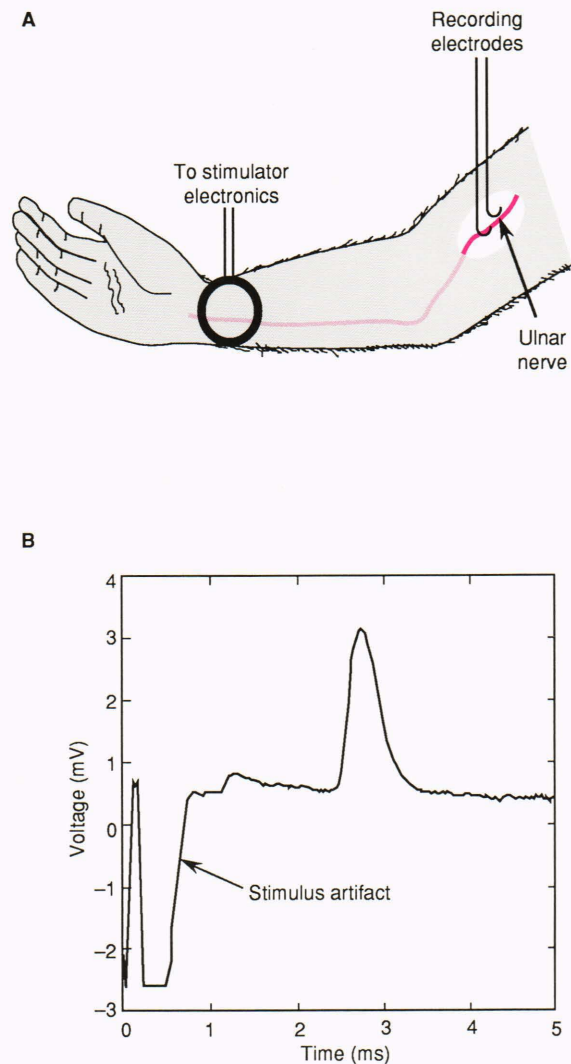 A
Recording
electrodes
To stimulator
electronics
Ulnar
nerve
B
4
3
2
1
0
−1
−2
−3
Voltage (mV)
Stimulus artifact
0 1 2 3 4 5
Time (ms)